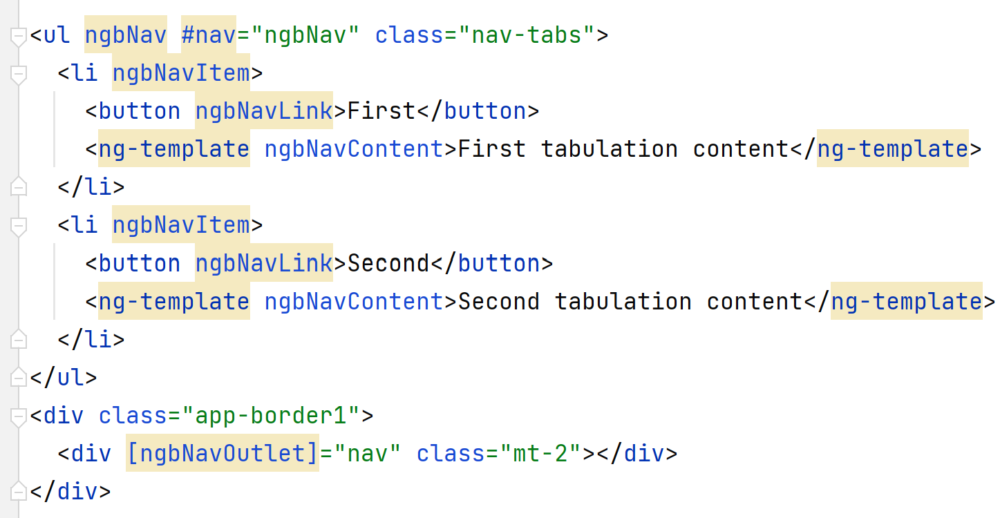 <ul ngbNav #nav="ngbNav" class="nav-tabs">
  <li ngbNavItem>
    <button ngbNavLink>First</button>
    <ng-template ngbNavContent>First tabulation content</ng-template>
  </li>
  <li ngbNavItem>
    <button ngbNavLink>Second</button>
    <ng-template ngbNavContent>Second tabulation content</ng-template>
  </li>
</ul>
<div class="app-border1">
  <div [ngbNavOutlet]="nav" class="mt-2"></div>
</div>